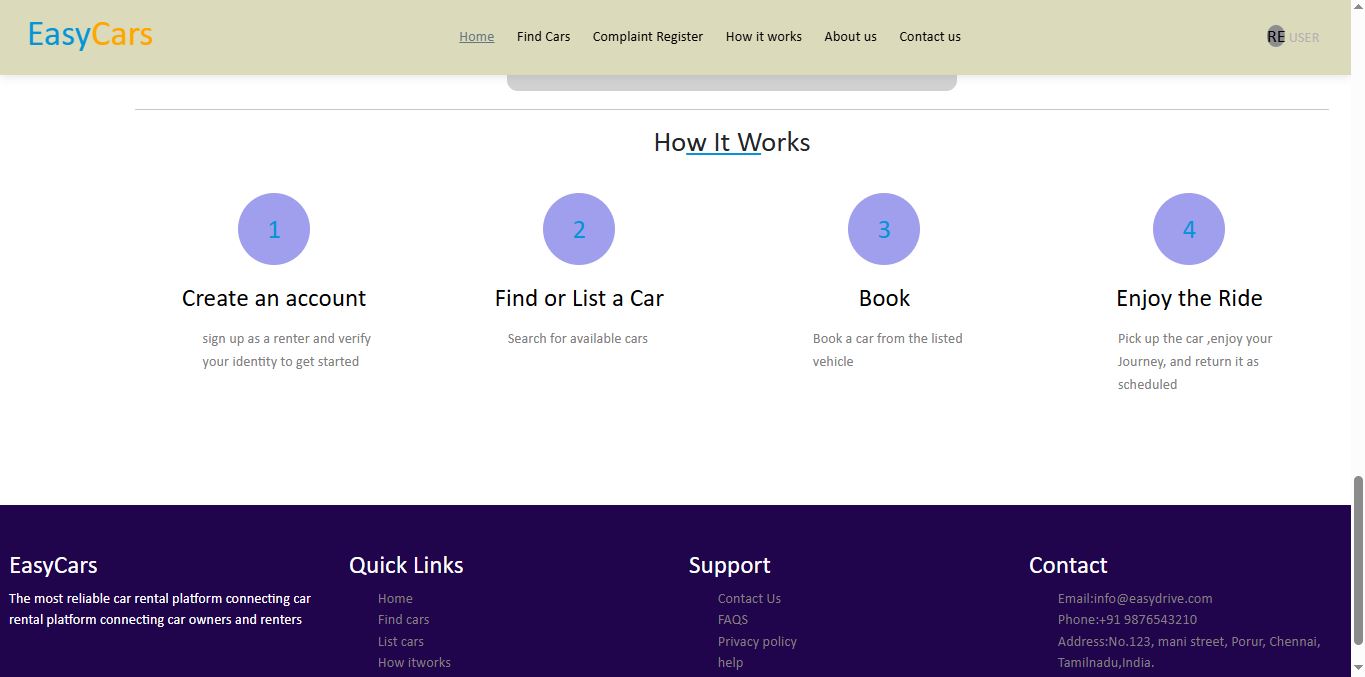 EasyCars
Home Find Cars Complaint Register How it works About us Contact us
RE USER
How It Works
1 2 3 4
Create an account
sign up as a renter and verify
your identity to get started
Find or List a Car
Search for available cars
Book
Book a car from the listed
vehicle
Enjoy the Ride
Pick up the car ,enjoy your
Journey, and return it as
scheduled
EasyCars
The most reliable car rental platform connecting car
rental platform connecting car owners and renters
Quick Links
Home
Find cars
List cars
How itworks
Support
Contact Us
FAQS
Privacy policy
help
Contact
Email:info@easydrive.com
Phone:+91 9876543210
Address:No.123, mani street, Porur, Chennai,
Tamilnadu,India.